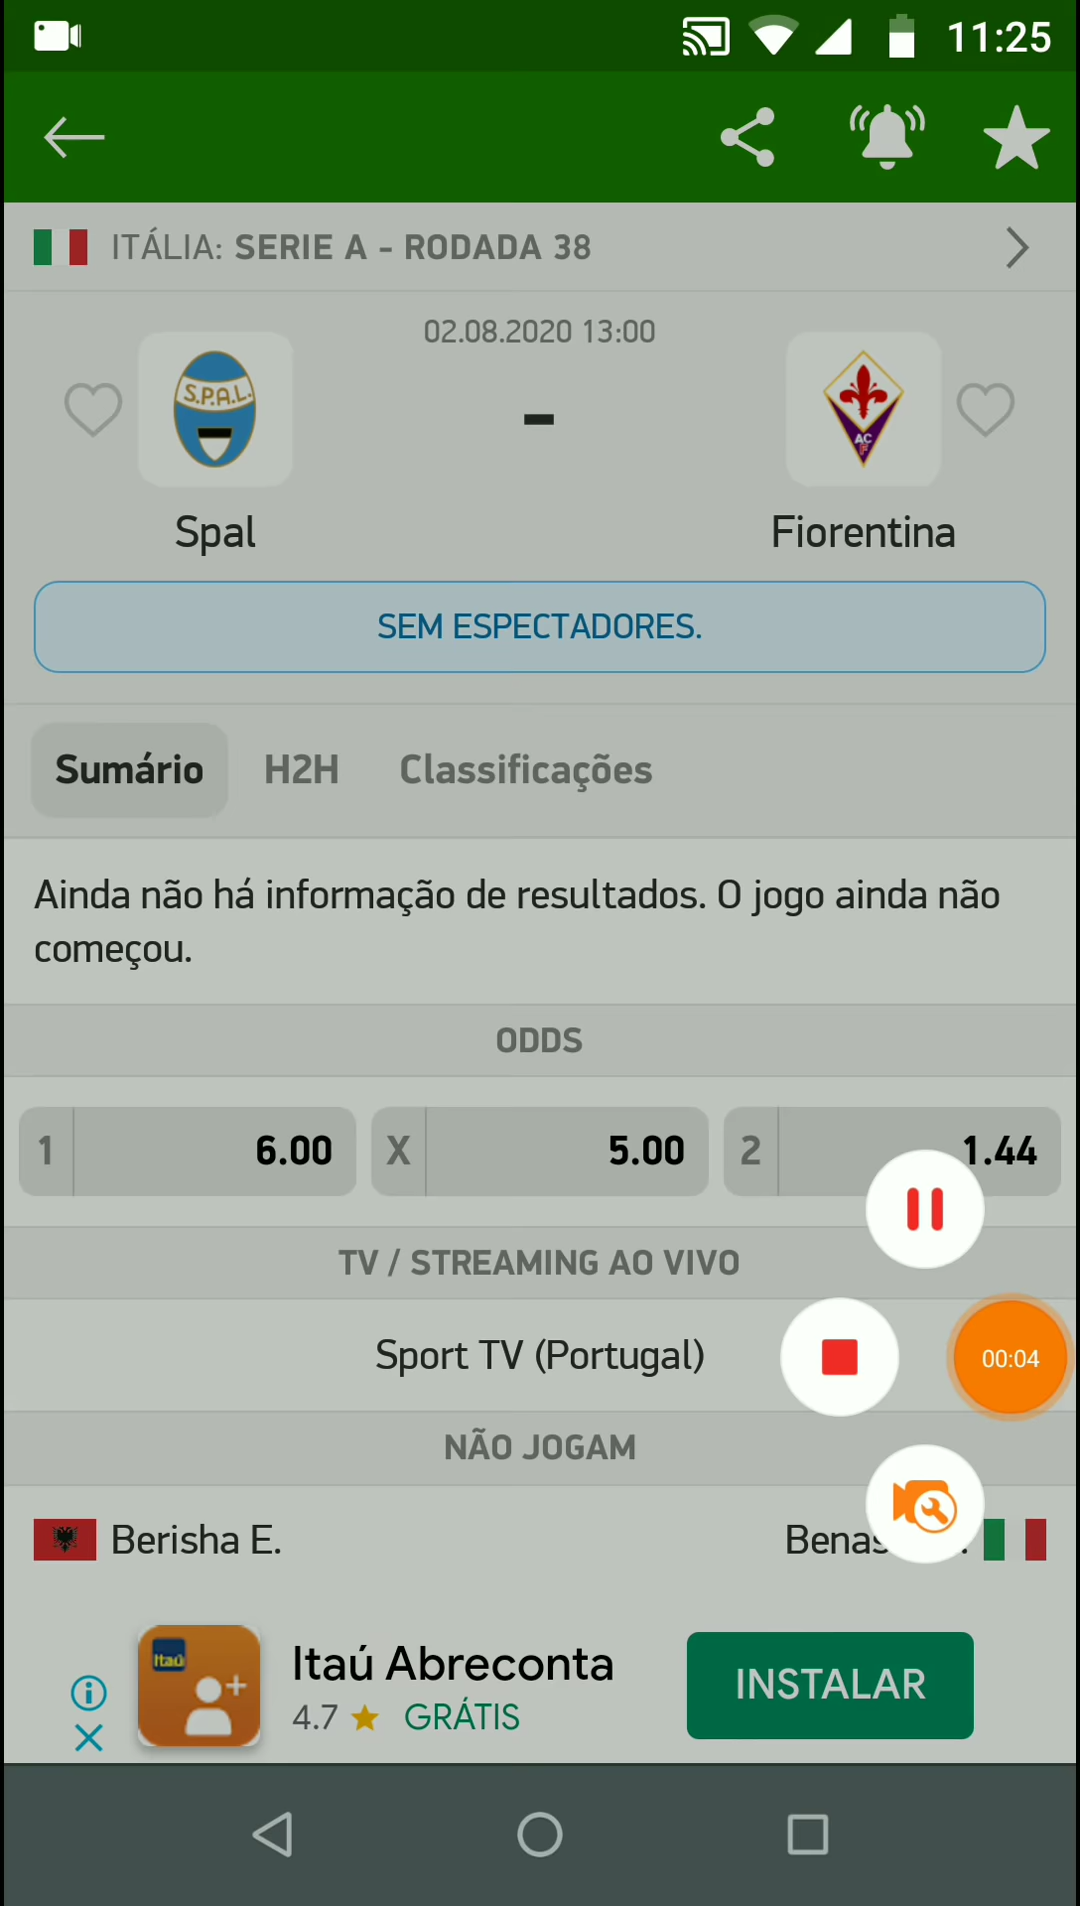 11:25
ITÁLIA: SERIE A - RODADA 38
02.08.2020 13:00
S.P.A.L.
AC
-
Spal
Fiorentina
SEM ESPECTADORES.
Sumário H2H Classificações
Ainda não há informação de resultados. O jogo ainda não
começou.
ODDS
1 6.00 X 5.00 2 1.44
TV / STREAMING AO VIVO
Sport TV (Portugal)
00:04
NÃO JOGAM
Berisha E.
Itaú
Itaú Abreconta
4.7 GRÁTIS
INSTALAR